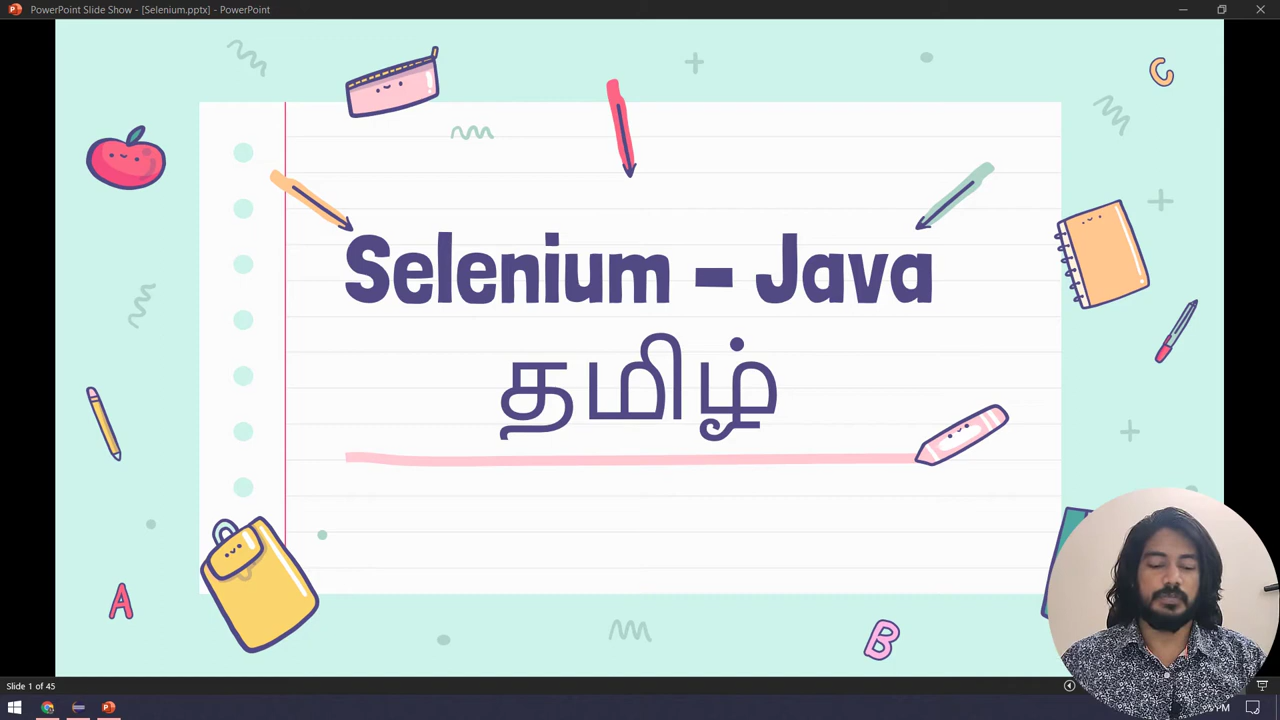 PowerPoint Slide Show - [Selenium.pptx] - PowerPoint
C
Selenium - Java
தமிழ்
A
B
Slide 1 of 45